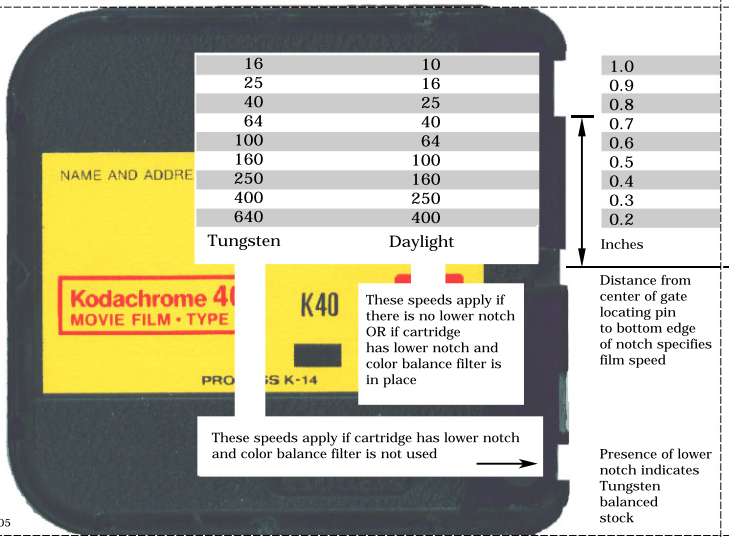 16 10 1.0
25 16 0.9
40 25 0.8
64 40 0.7
100 64 0.6
160 100 0.5
250 160 0.4
400 250 0.3
640 400 0.2
Tungsten Daylight Inches
NAME AND ADDRE
Kodachrome 40
MOVIE FILM · TYPE
K40
PRO SS K-14
These speeds apply if
there is no lower notch
OR if cartridge
has lower notch and
color balance filter is
in place
These speeds apply if cartridge has lower notch
and color balance filter is not used
Distance from
center of gate
locating pin
to bottom edge
of notch specifies
film speed
Presence of lower
notch indicates
Tungsten
balanced
stock
05